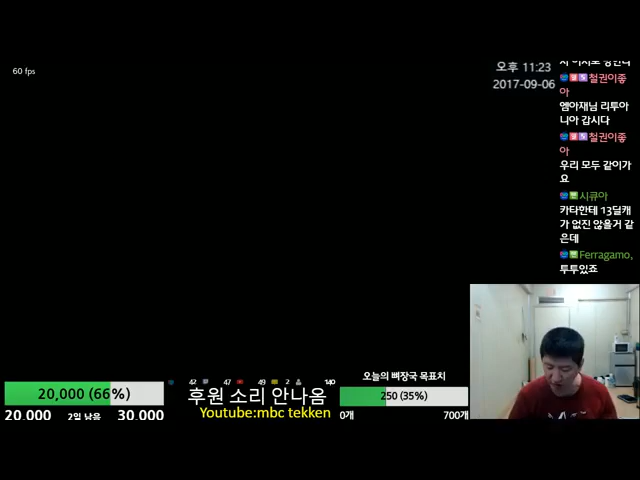 60 fps
오후 11:23
2017-09-06
철권이좋
아
엠아재님 리투아
니아 갑시다
철권이좋
아
우리 모두 같이가
요
시큐아
카타한테 13딜캐
가 없진 않을거 같
은데
Ferragamo,
투투있죠
오늘의 뼈장국 목표치
42 47 49 2 140
20,000 (66%)
후원 소리 안나옴
250 (35%)
Youtube:mbc tekken
20,000 2일 남음 30,000
0개 700개